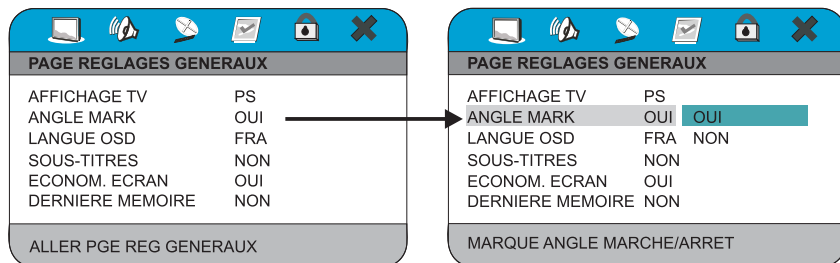 PAGE REGLAGES GENERAUX
AFFICHAGE TV PS
ANGLE MARK OUI
LANGUE OSD FRA
SOUS-TITRES NON
ECONOM. ECRAN OUI
DERNIERE MEMOIRE NON
ALLER PGE REG GENERAUX
PAGE REGLAGES GENERAUX
AFFICHAGE TV PS
ANGLE MARK OUI OUI
LANGUE OSD FRA NON
SOUS-TITRES NON
ECONOM. ECRAN OUI
DERNIERE MEMOIRE NON
MARQUE ANGLE MARCHE/ARRET